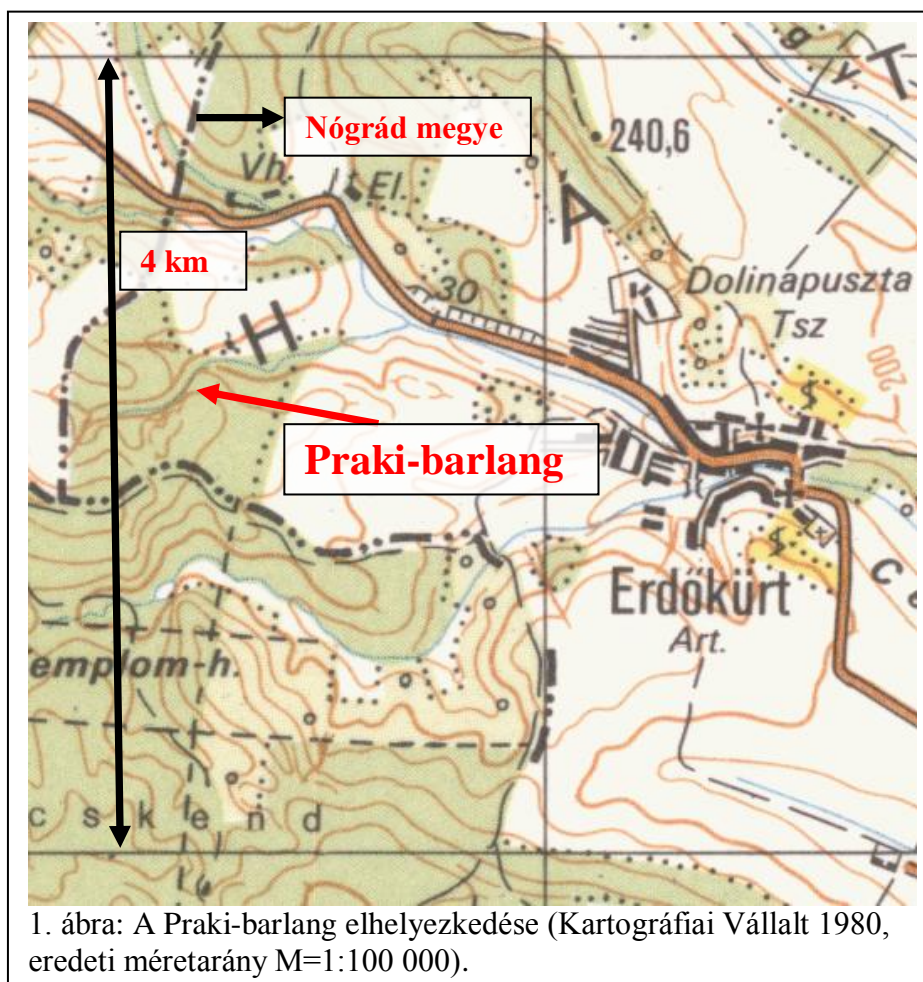 Nógrád megye
240,6
Vh.
El.
A
4 km
30
K
Dolinapuszta
Tsz
H
200
Praki-barlang
Erdőkürt
Art.
emplom-h.
c s k e n d
1. ábra: A Praki-barlang elhelyezkedése (Kartográfiai Vállalt 1980,
eredeti méretarány M=1:100 000).